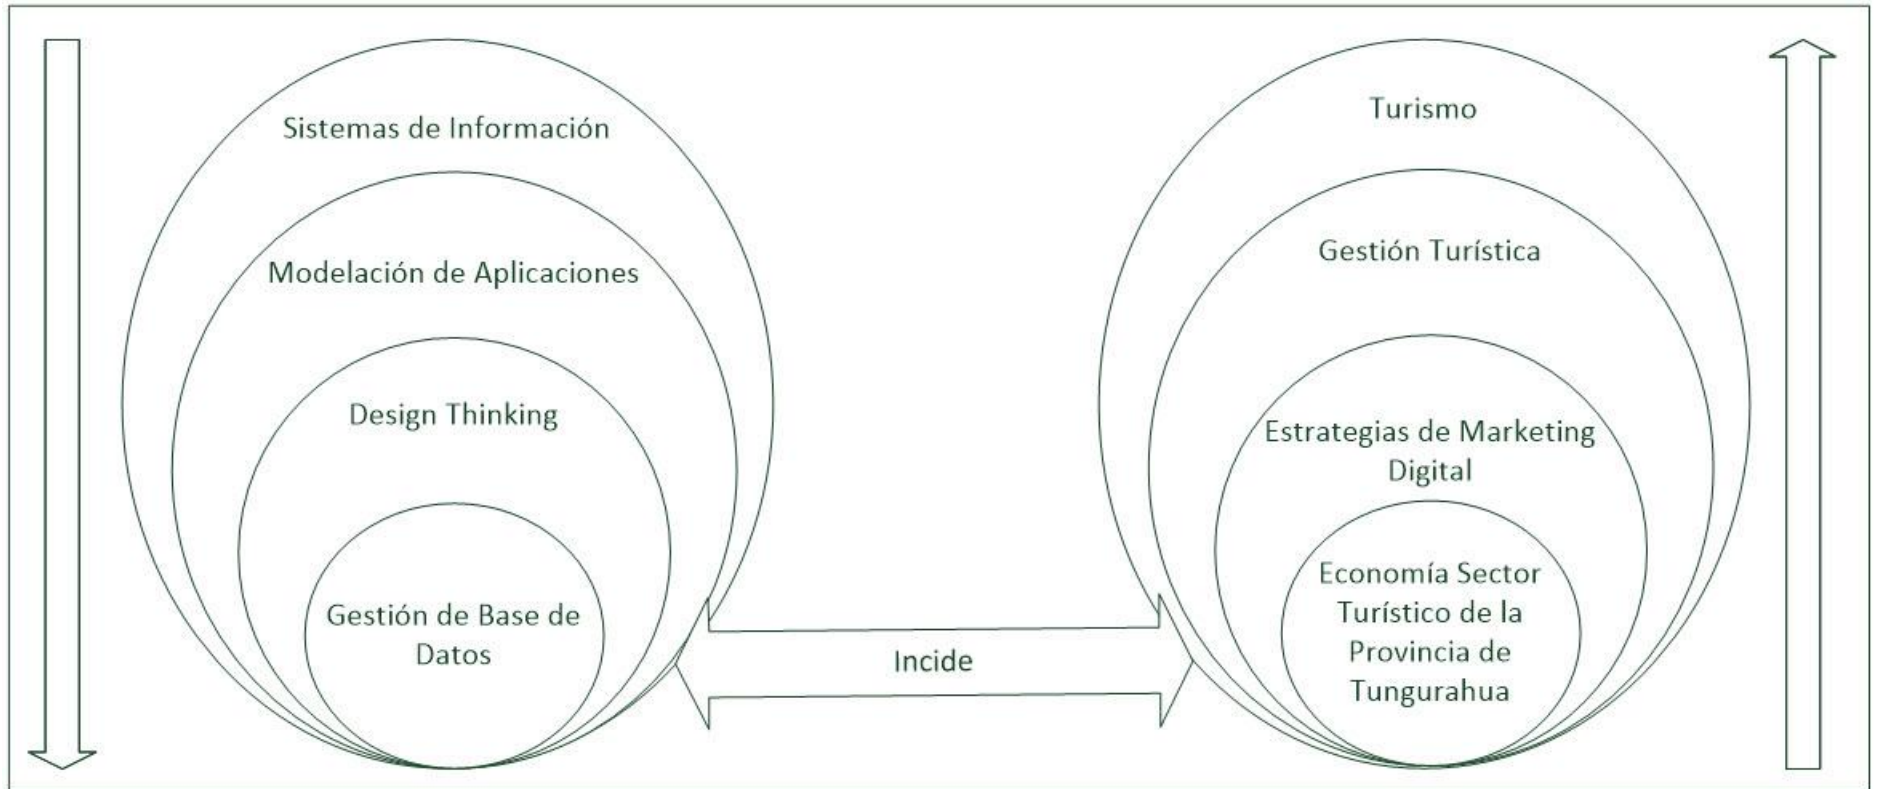 Sistemas de Información
Modelación de Aplicaciones
Design Thinking
Gestión de Base de
Datos
Incide
Turismo
Gestión Turística
Estrategias de Marketing
Digital
Economía Sector
Turístico de la
Provincia de
Tungurahua